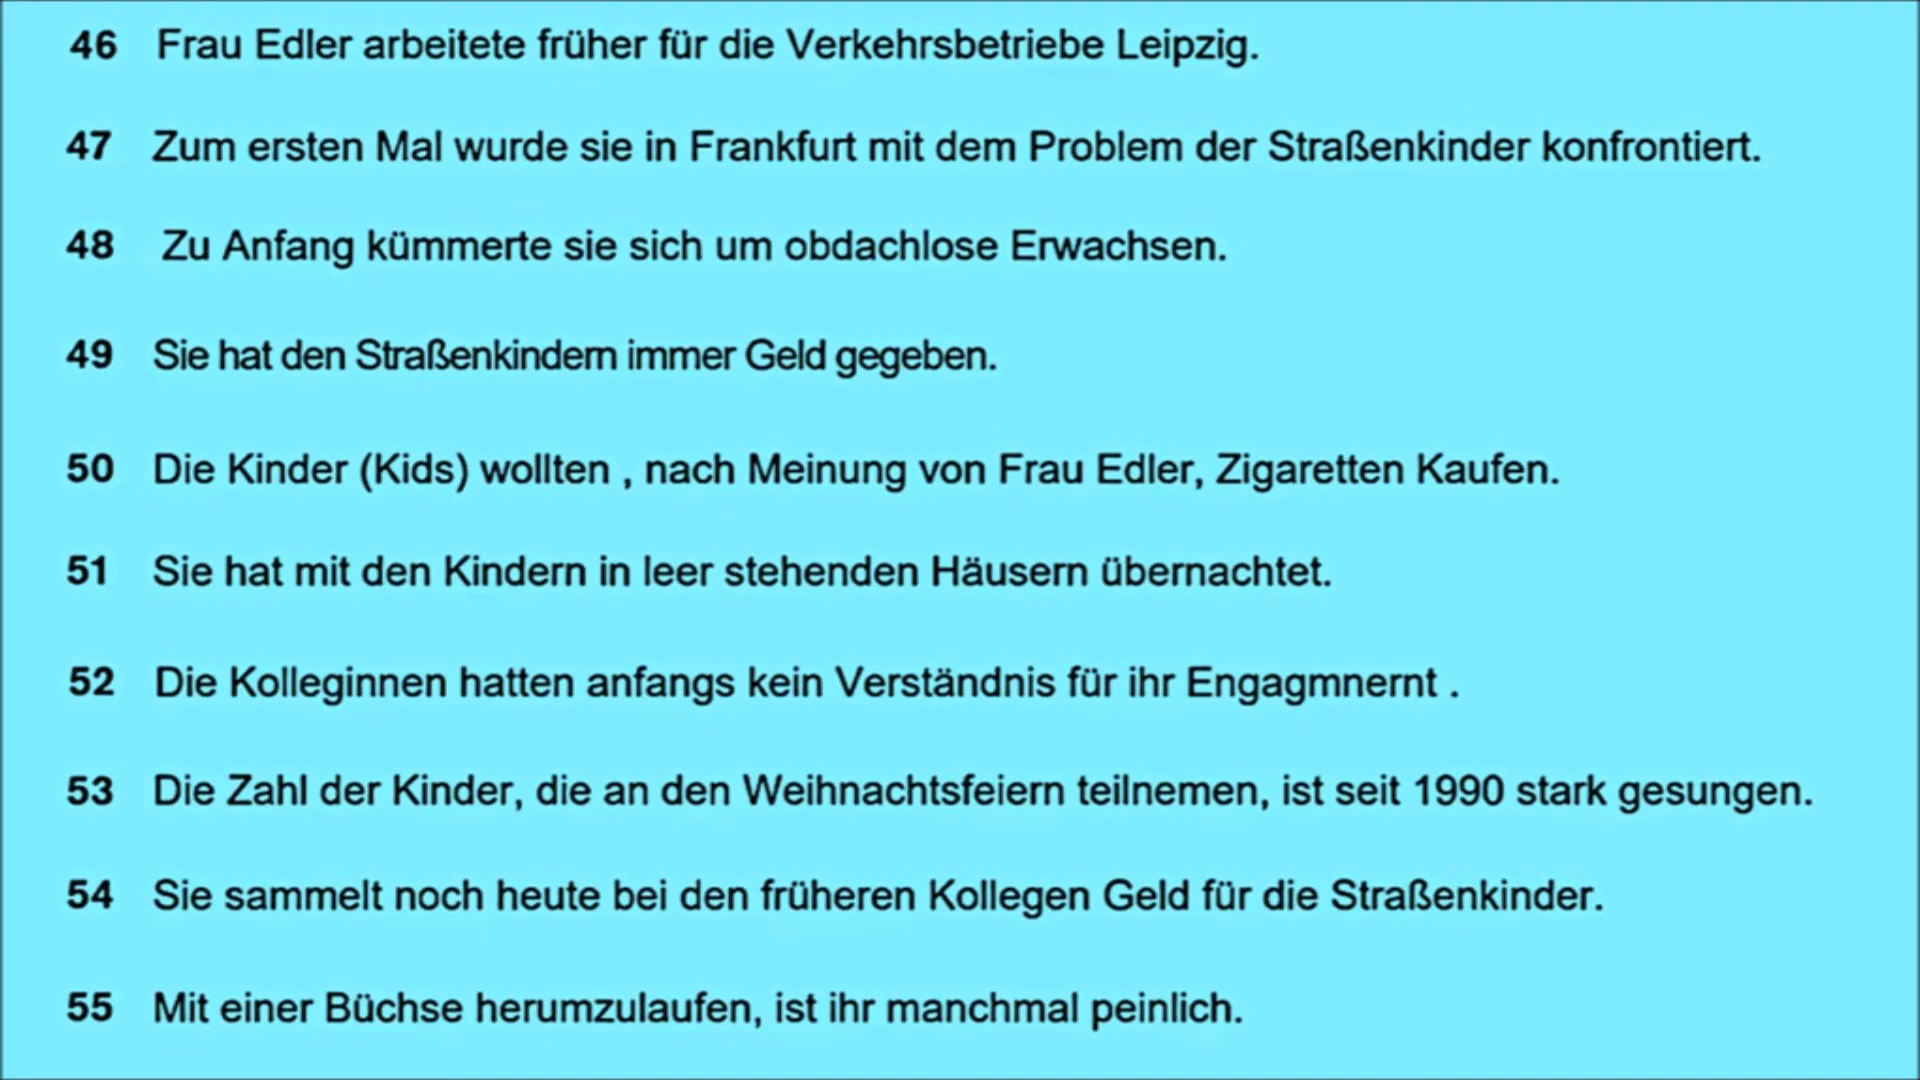 46 Frau Edler arbeitete früher für die Verkehrsbetriebe Leipzig.
47 Zum ersten Mal wurde sie in Frankfurt mit dem Problem der Straßenkinder konfrontiert.
48 Zu Anfang kümmerte sie sich um obdachlose Erwachsen.
49 Sie hat den Straßenkindern immer Geld gegeben.
50 Die Kinder (Kids) wollten , nach Meinung von Frau Edler, Zigaretten Kaufen.
51 Sie hat mit den Kindern in leer stehenden Häusern übernachtet.
52 Die Kolleginnen hatten anfangs kein Verständnis für ihr Engagmnernt .
53 Die Zahl der Kinder, die an den Weihnachtsfeiern teilnemen, ist seit 1990 stark gesungen.
54 Sie sammelt noch heute bei den früheren Kollegen Geld für die Straßenkinder.
55 Mit einer Büchse herumzulaufen, ist ihr manchmal peinlich.